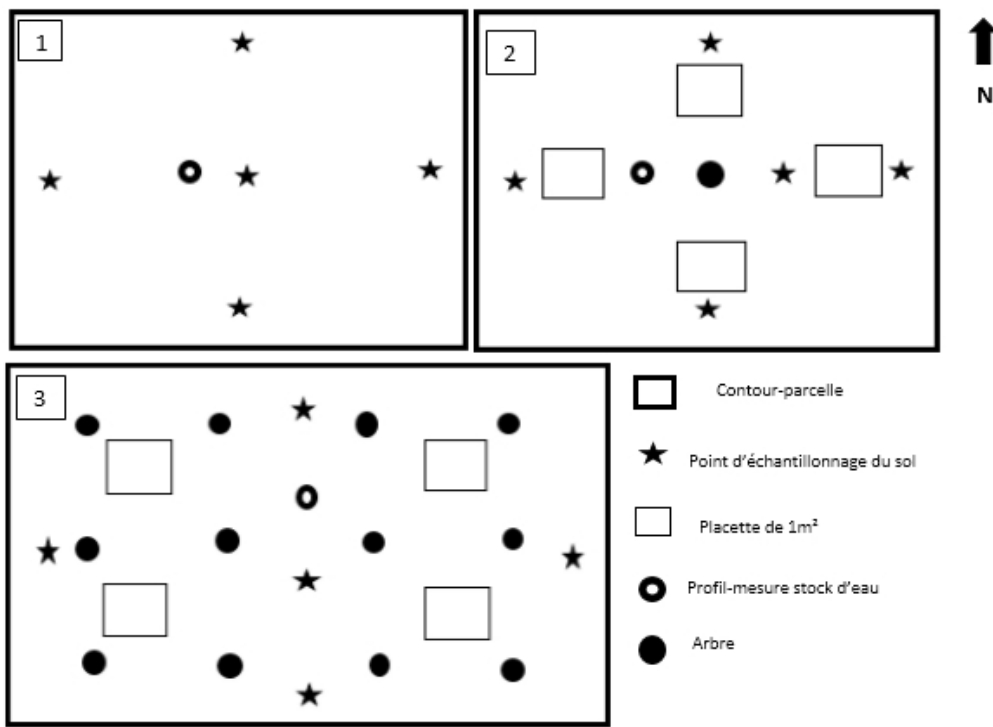 1
2
N
3
Contour-parcelle
Point d'échantillonnage du sol
Placette de 1m²
Profil-mesure stock d'eau
Arbre